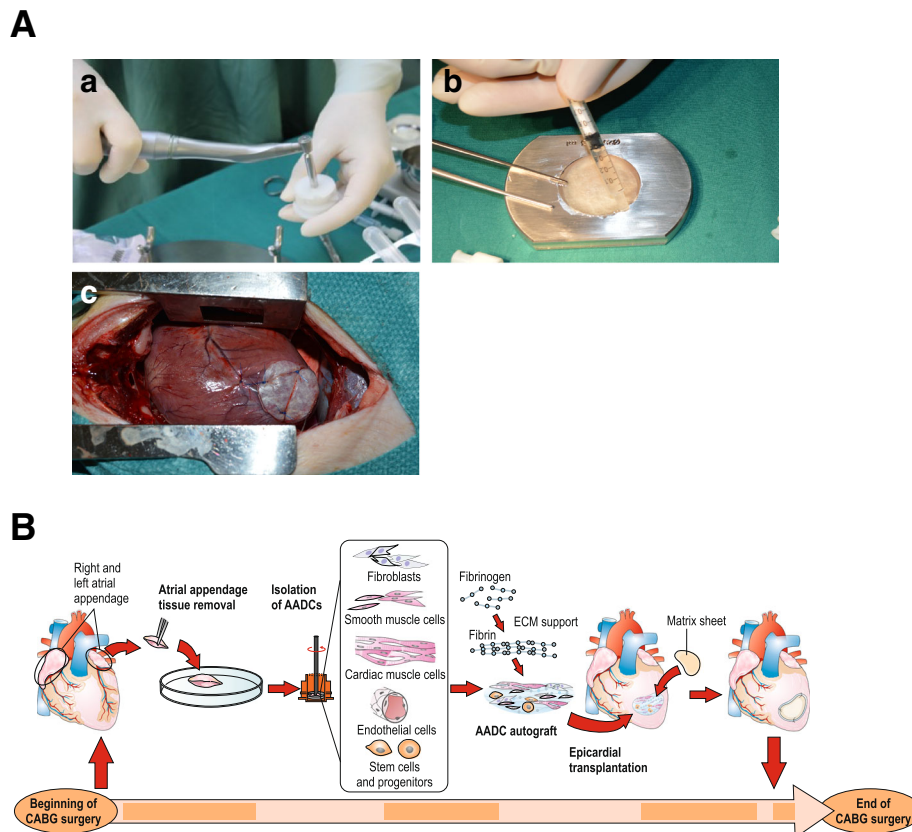 A
a
b
c
B
Right and
left atrial
appendage
Atrial appendage
tissue removal
Isolation
of AADCs
Fibroblasts
Smooth muscle cells
Cardiac muscle cells
Endothelial cells
Stem cells
and progenitors
Fibrinogen
ECM support
Fibrin
AADC autograft
Matrix sheet
Epicardial
transplantation
Beginning of
CABG surgery
End of
CABG surgery